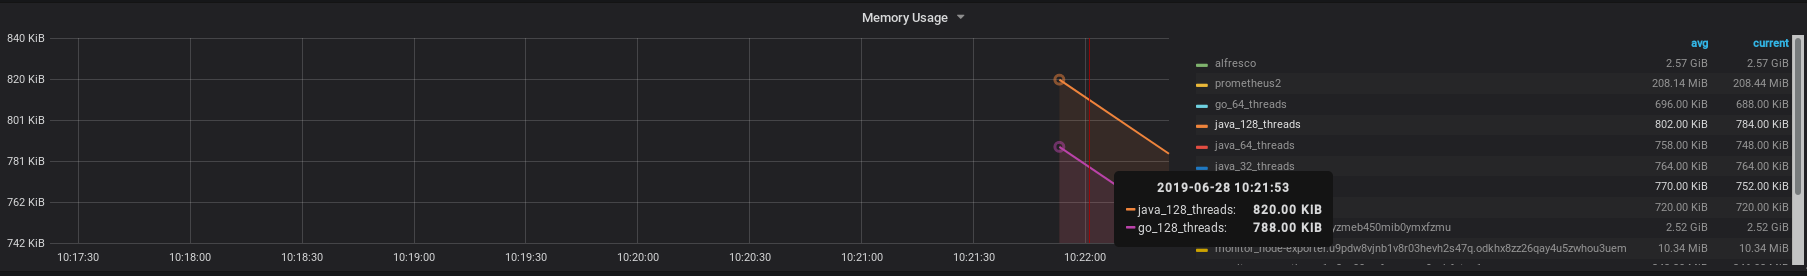 Memory Usage
840 KiB
820 KiB
801 KiB
781 KiB
762 KiB
742 KiB
10:17:30 10:18:00 10:18:30 10:19:00 10:19:30 10:20:00 10:20:30 10:21:00 10:21:30 10:22:00
avg current
alfresco 2.57 GiB 2.57 GiB
prometheus2 208.14 MiB 208.44 MiB
go_64_threads 696.00 KiB 688.00 KiB
java_128_threads 802.00 KiB 784.00 KiB
java_64_threads 758.00 KiB 748.00 KiB
java_32_threads 764.00 KiB 764.00 KiB
770.00 KiB 752.00 KiB
720.00 KiB 720.00 KiB
yzmeb450mib0ymxfzmu 2.52 GiB 2.52 GiB
monitor_node-exporter.u9pdw8vjnb1v8r03hevh2s47q.odkhx8zz26qay4u5zwhou3uem 10.34 MiB 10.34 MiB
2019-06-28 10:21:53
java_128_threads: 820.00 KIB
go_128_threads: 788.00 KIB